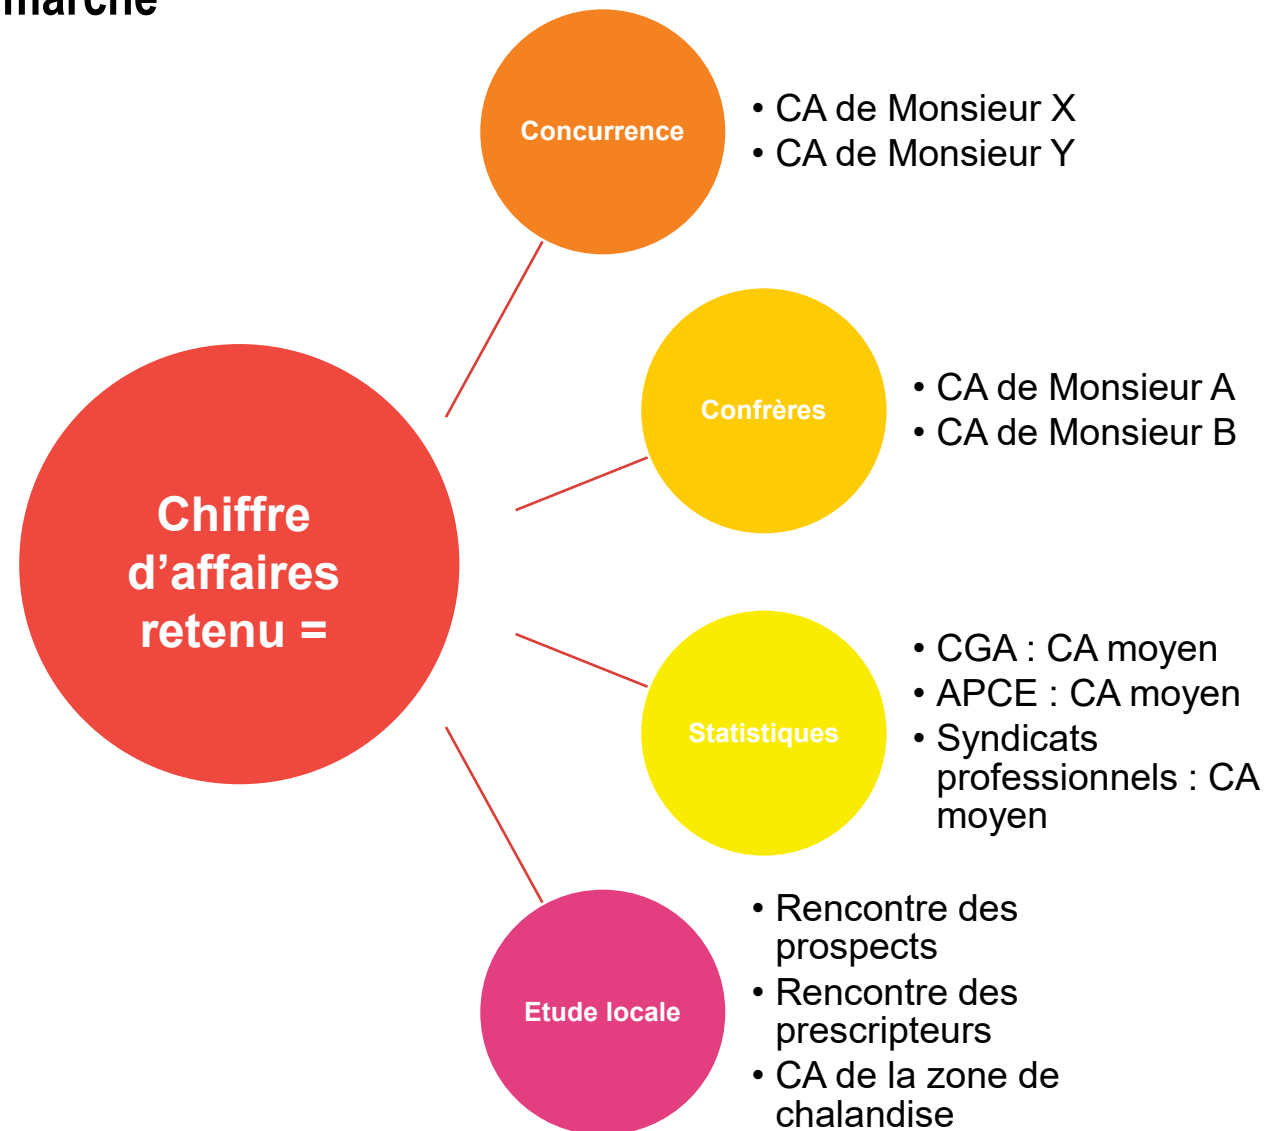 marché
Concurrence
• CA de Monsieur X
• CA de Monsieur Y
Confrères
• CA de Monsieur A
• CA de Monsieur B
Chiffre
d’affaires
retenu =
Statistiques
• CGA : CA moyen
• APCE : CA moyen
• Syndicats
professionnels : CA
moyen
Etude locale
• Rencontre des
prospects
• Rencontre des
prescripteurs
• CA de la zone de
chalandise